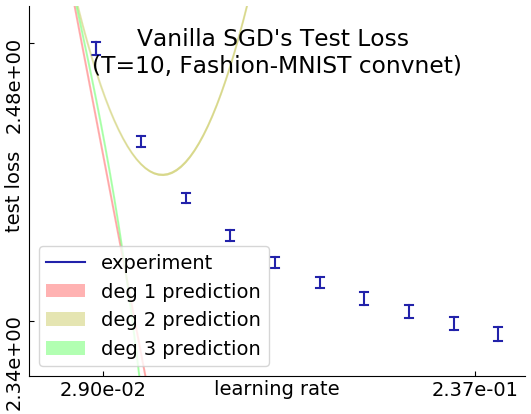 Vanilla SGD's Test Loss
(T=10, Fashion-MNIST convnet)
2.48e+00
test loss
2.34e+00
experiment
deg 1 prediction
deg 2 prediction
deg 3 prediction
2.90e-02
learning rate
2.37e-01